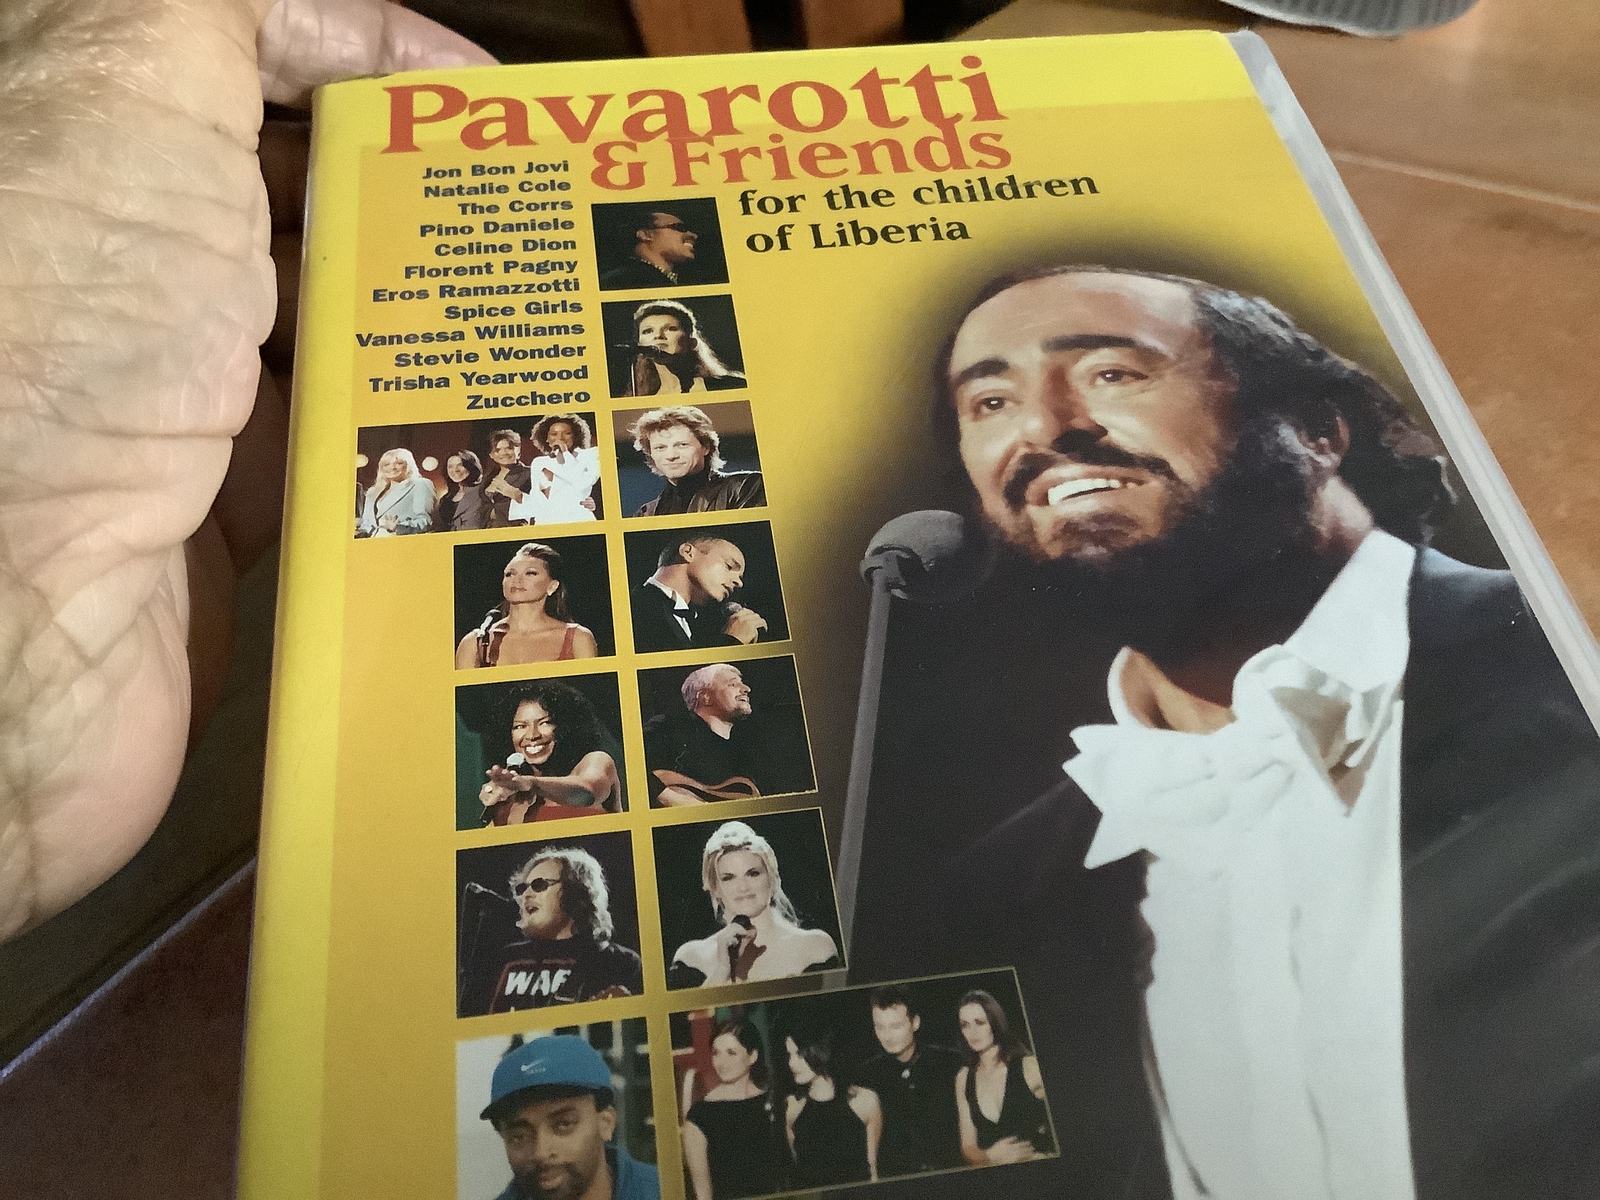 Pavarotti
& Friends
for the children
of Liberia
Jon Bon Jovi
Natalie Cole
The Corrs
Pino Daniele
Celine Dion
Florent Pagny
Eros Ramazzotti
Spice Girls
Vanessa Williams
Stevie Wonder
Trisha Yearwood
Zucchero
WAF